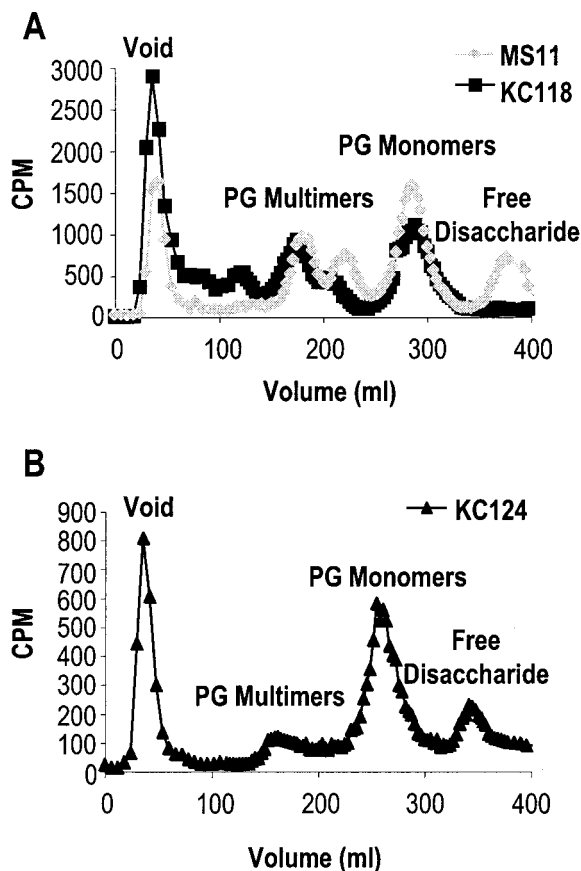 A
Void
MS11
KC118
3000
2500
2000
1500
1000
500
0
CPM
PG Multimers
PG Monomers
Free
Disaccharide
0 100 200 300 400
Volume (ml)
B
Void
KC124
900
800
700
600
500
400
300
200
100
0
CPM
PG Multimers
PG Monomers
Free
Disaccharide
0 100 200 300 400
Volume (ml)